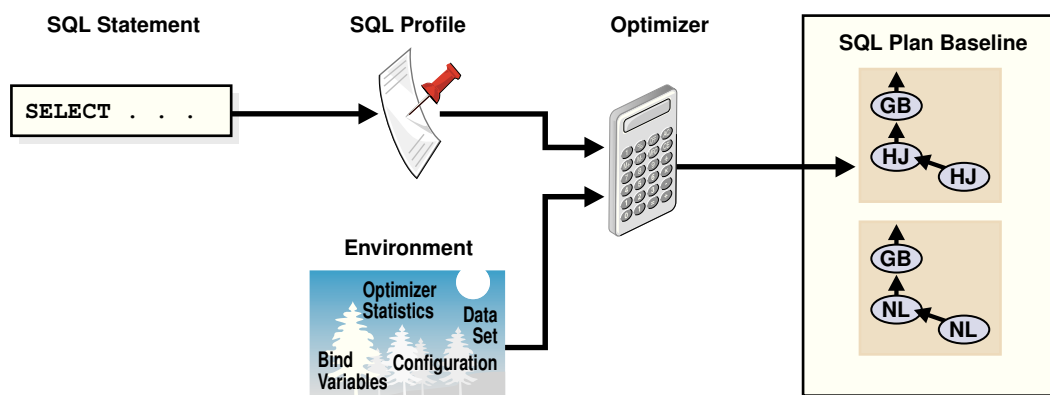 SQL Statement
SQL Profile
Optimizer
SQL Plan Baseline
SELECT . . .
GB
HJ
HJ
Environment
Optimizer
Statistics
Data
Set
Bind
Variables
Configuration
GB
NL
NL